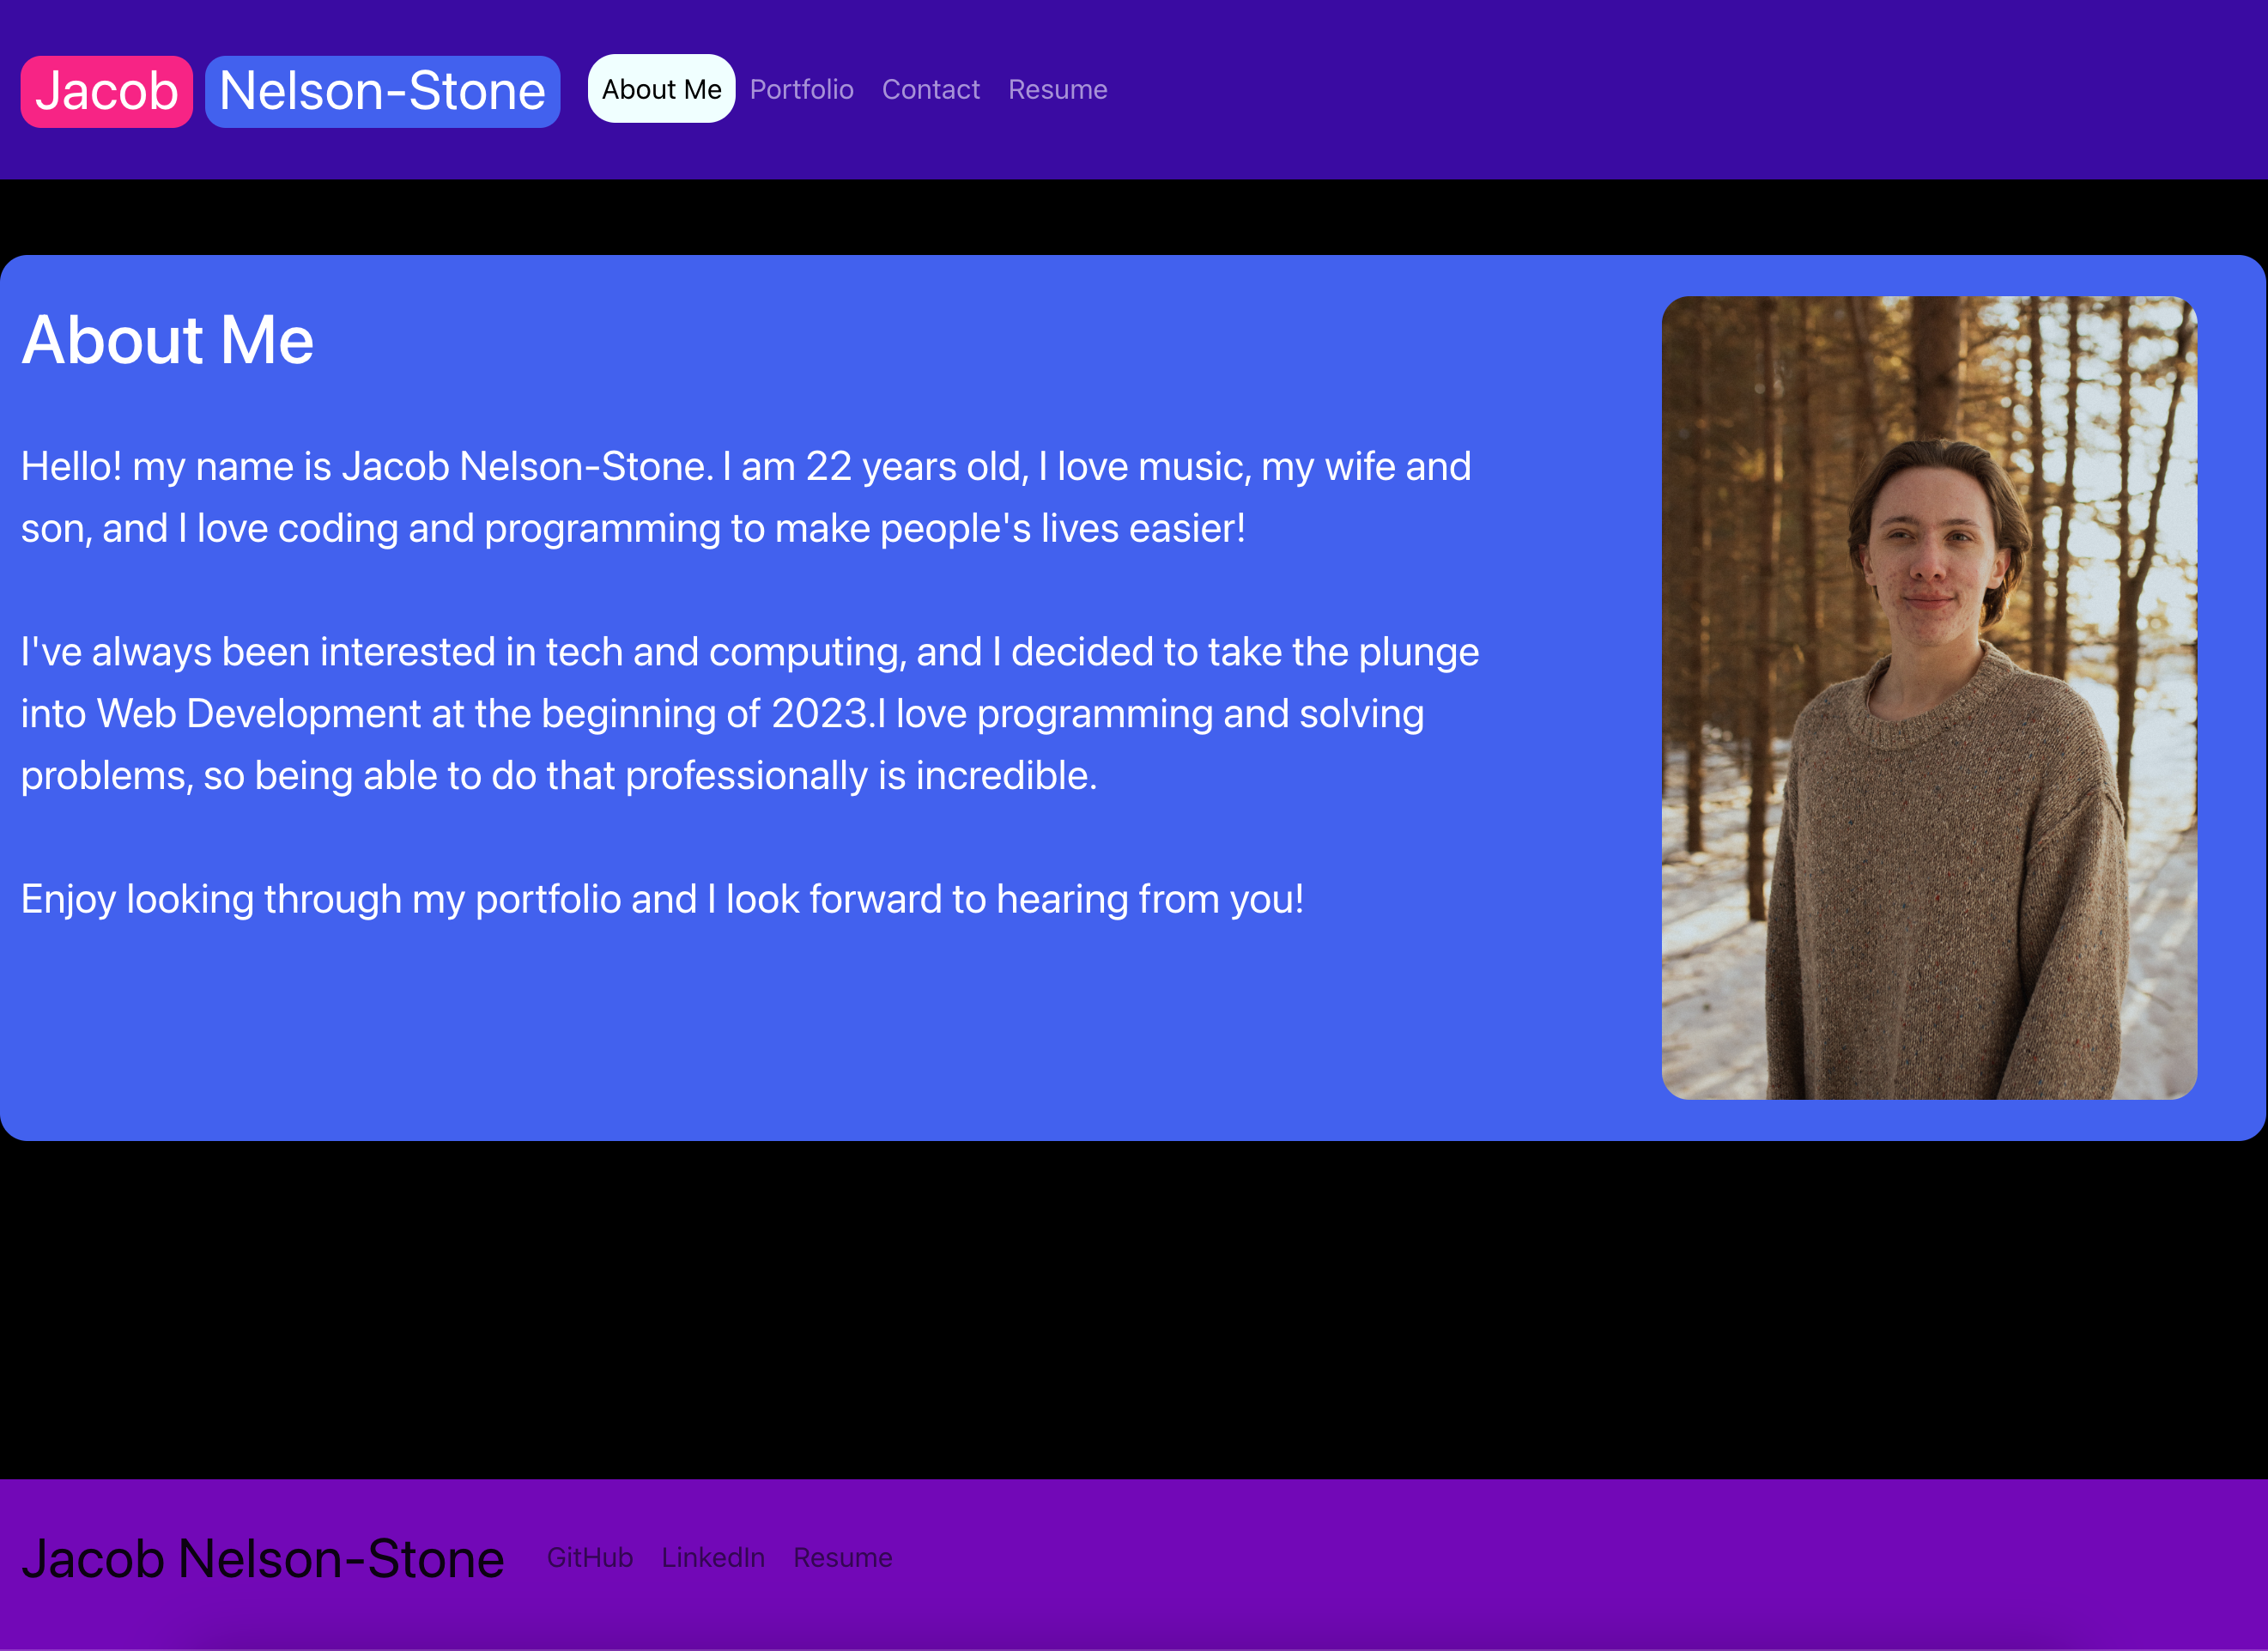 Jacob Nelson-Stone About Me Portfolio Contact Resume
About Me
Hello! my name is Jacob Nelson-Stone. I am 22 years old, I love music, my wife and
son, and I love coding and programming to make people's lives easier!
I've always been interested in tech and computing, and I decided to take the plunge
into Web Development at the beginning of 2023.I love programming and solving
problems, so being able to do that professionally is incredible.
Enjoy looking through my portfolio and I look forward to hearing from you!
Jacob Nelson-Stone GitHub LinkedIn Resume